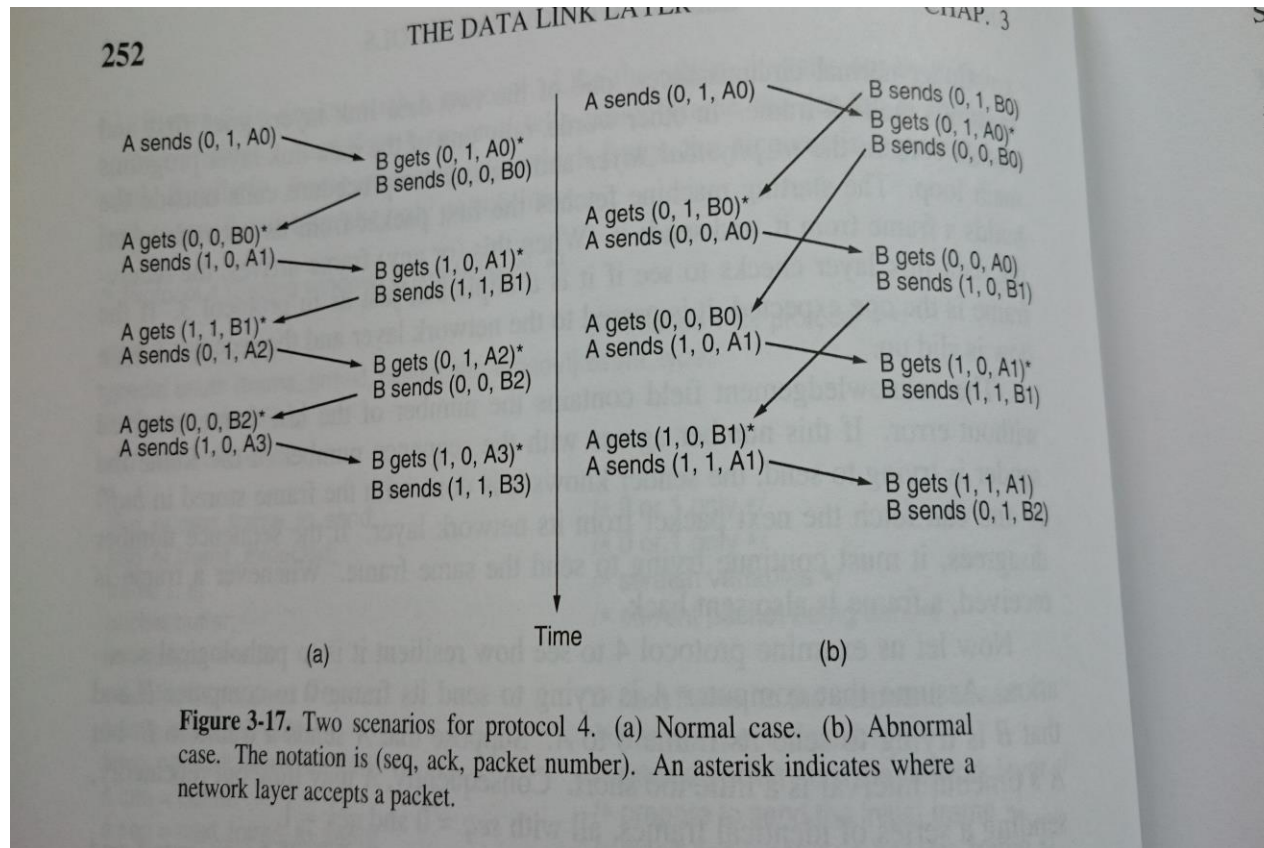 252
THE DATA LINK LAYER
CHAP. 3
A sends (0, 1, A0)
B gets (0, 1, A0)*
B sends (0, 0, B0)
A gets (0, 0, B0)*
A sends (1, 0, A1)
B gets (1, 0, A1)*
B sends (1, 1, B1)
A gets (1, 1, B1)*
A sends (0, 1, A2)
B gets (0, 1, A2)*
B sends (0, 0, B2)
A gets (0, 0, B2)*
A sends (1, 0, A3)
B gets (1, 0, A3)*
B sends (1, 1, B3)
(a)
Time
A sends (0, 1, A0)
B sends (0, 1, B0)
B gets (0, 1, A0)*
B sends (0, 0, B0)
A gets (0, 1, B0)*
A sends (0, 0, A0)
B gets (0, 0, A0)
B sends (1, 0, B1)
A gets (0, 0, B0)
A sends (1, 0, A1)
B gets (1, 0, A1)*
B sends (1, 1, B1)
A gets (1, 0, B1)*
A sends (1, 1, A1)
B gets (1, 1, A1)
B sends (0, 1, B2)
(b)
Figure 3-17. Two scenarios for protocol 4. (a) Normal case. (b) Abnormal
case. The notation is (seq, ack, packet number). An asterisk indicates where a
network layer accepts a packet.